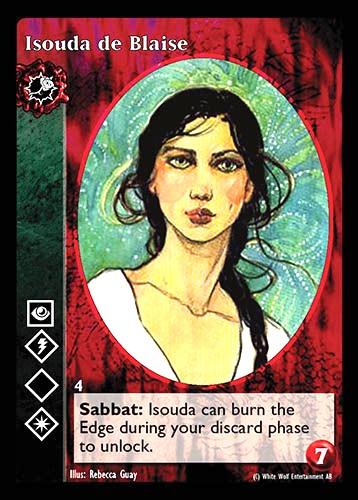 Isouda de Blaise
4
Sabbat: Isouda can burn the
Edge during your discard phase
to unlock.
7
Illus: Rebecca Guay
(C) White Wolf Entertainment AB